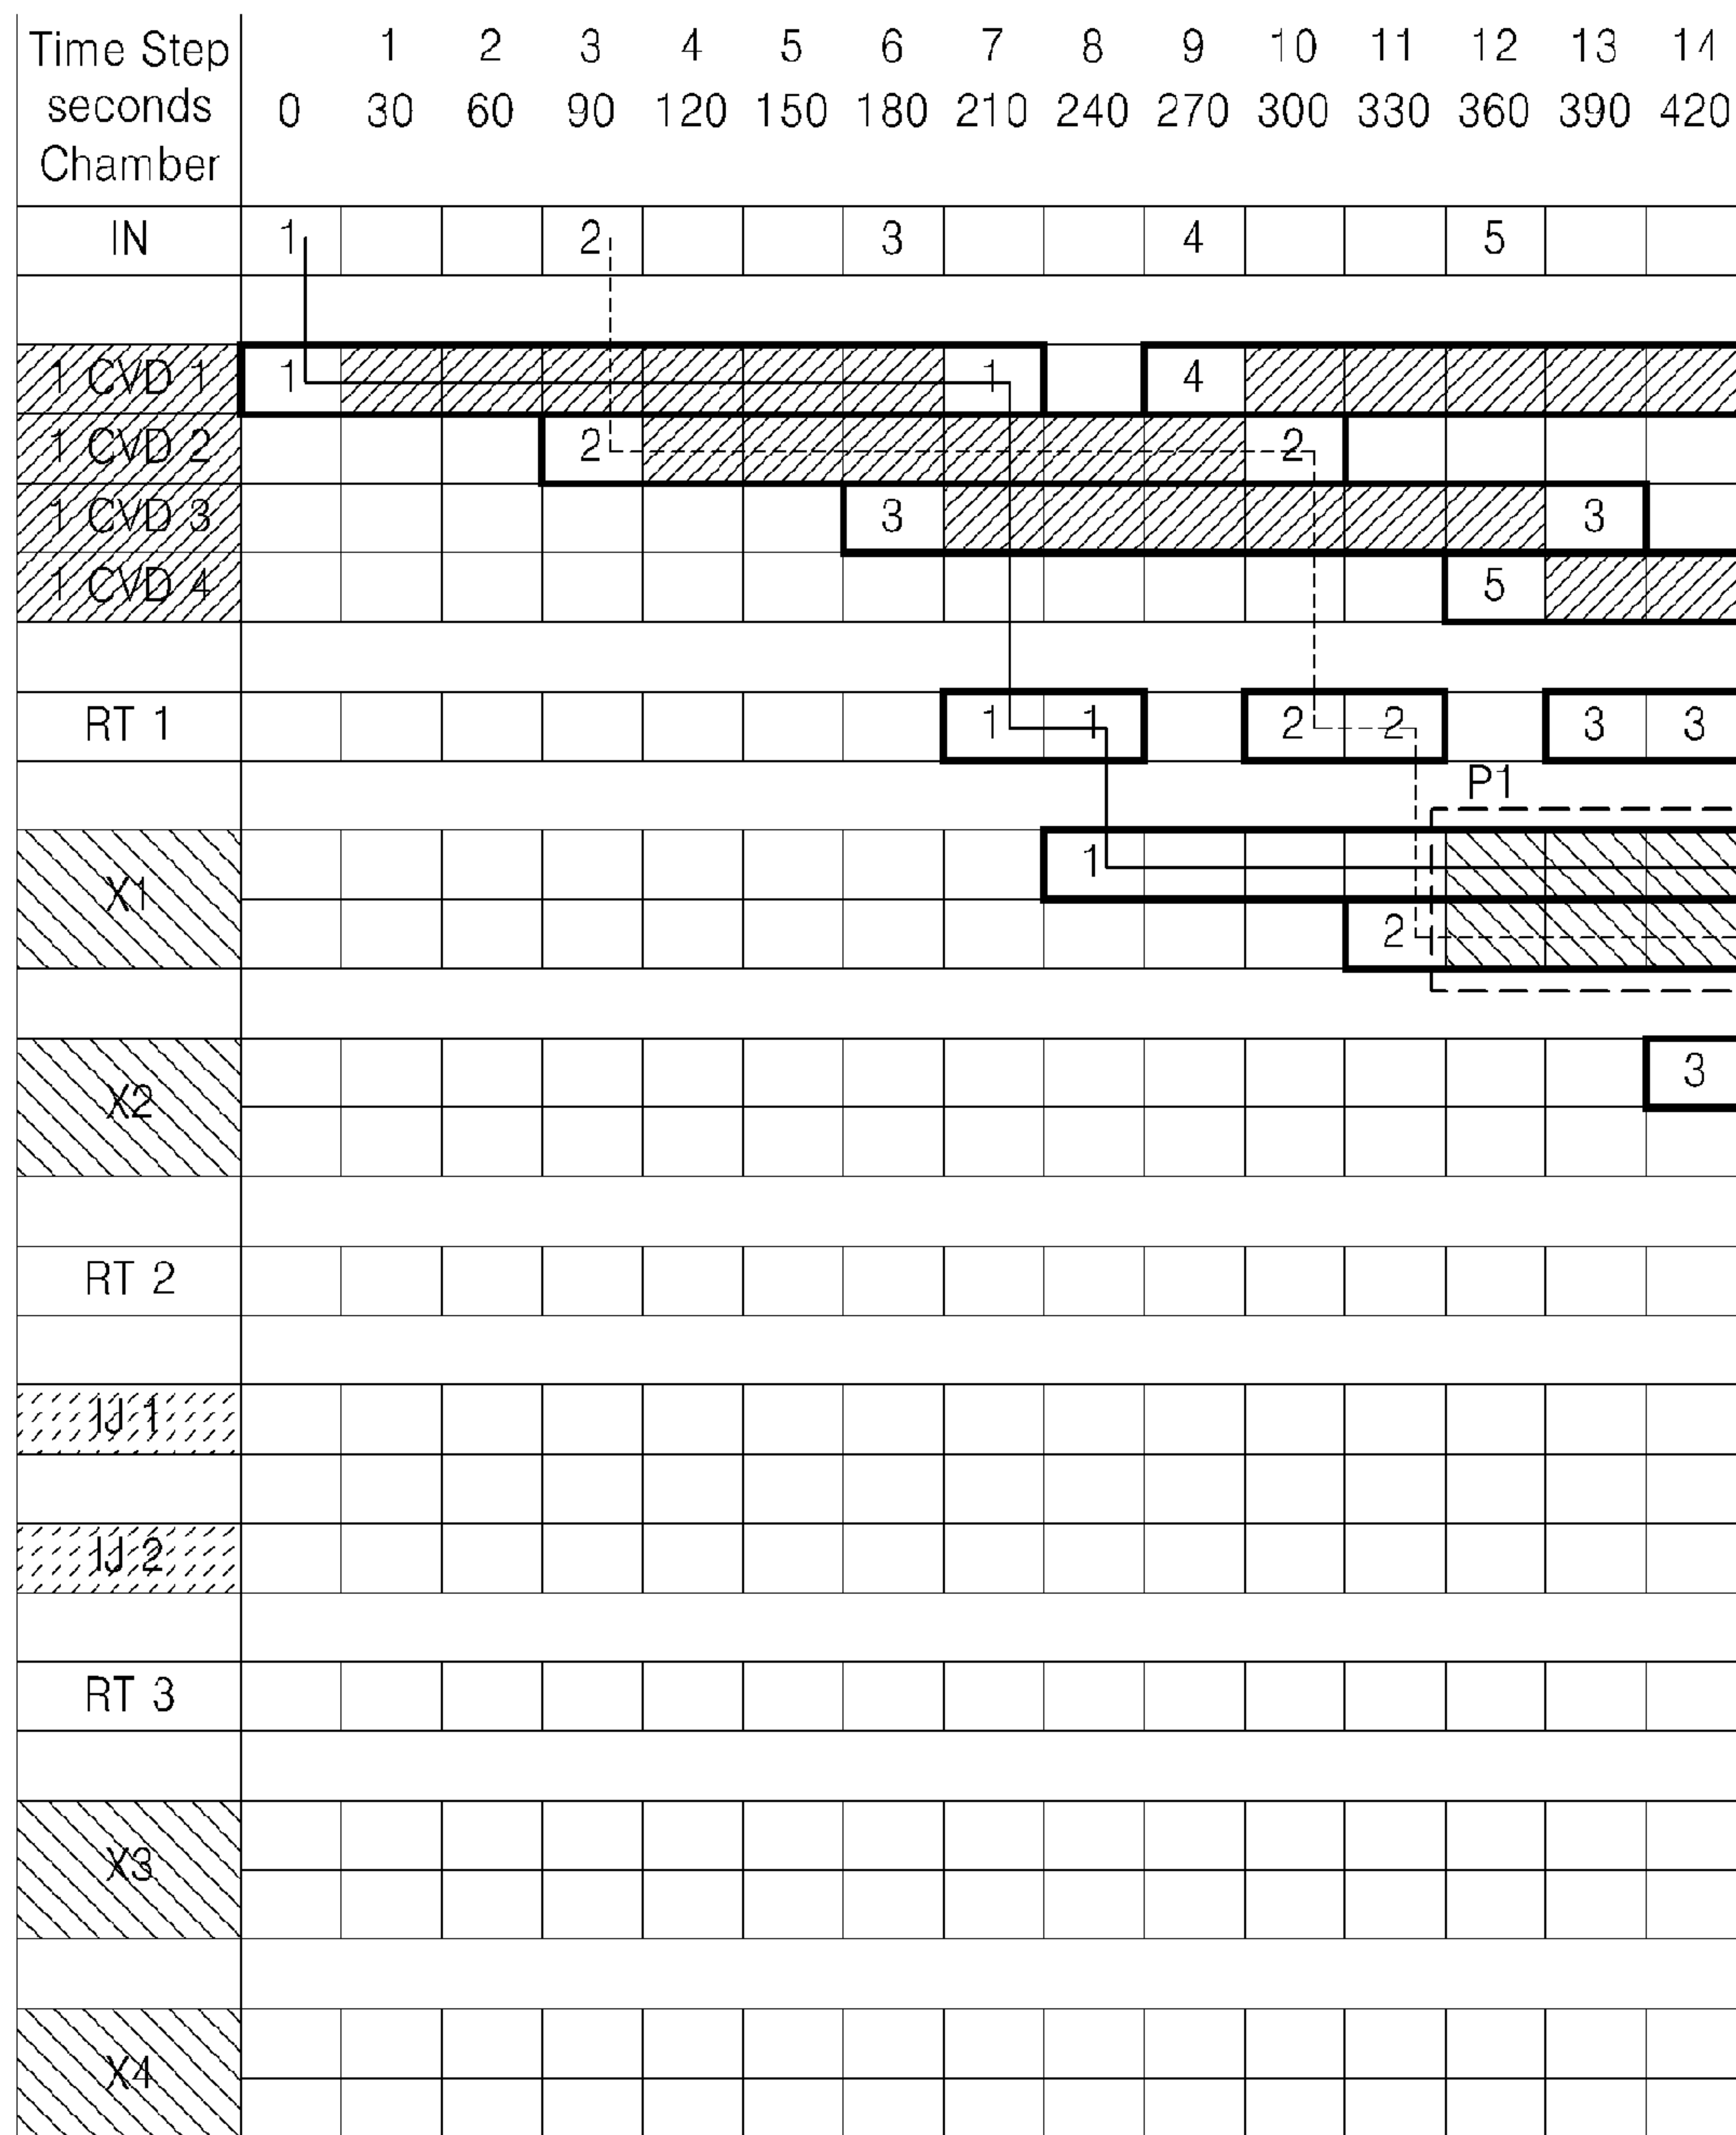 Time Step 1 2 3 4 5 6 7 8 9 10 11 12 13 14
seconds 0 30 60 90 120 150 180 210 240 270 300 330 360 390 420
Chamber
IN 1 2 3 4 5
1 CVD 1 1 1 4
1 CVD 2 2 2
1 CVD 3 3 3
1 CVD 4 5
RT 1 1 1 2 2 3 3
P1
X1 1
2
X2 3
RT 2
IJ 1
IJ 2
RT 3
X3
X4